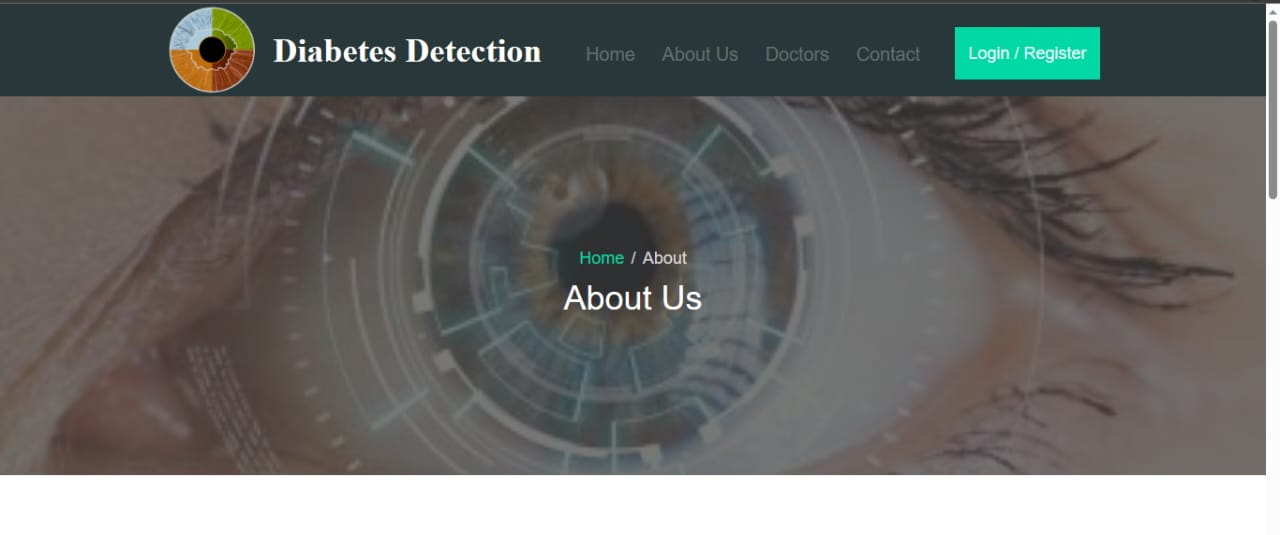 Diabetes Detection Home About Us Doctors Contact Login / Register
Home / About
About Us